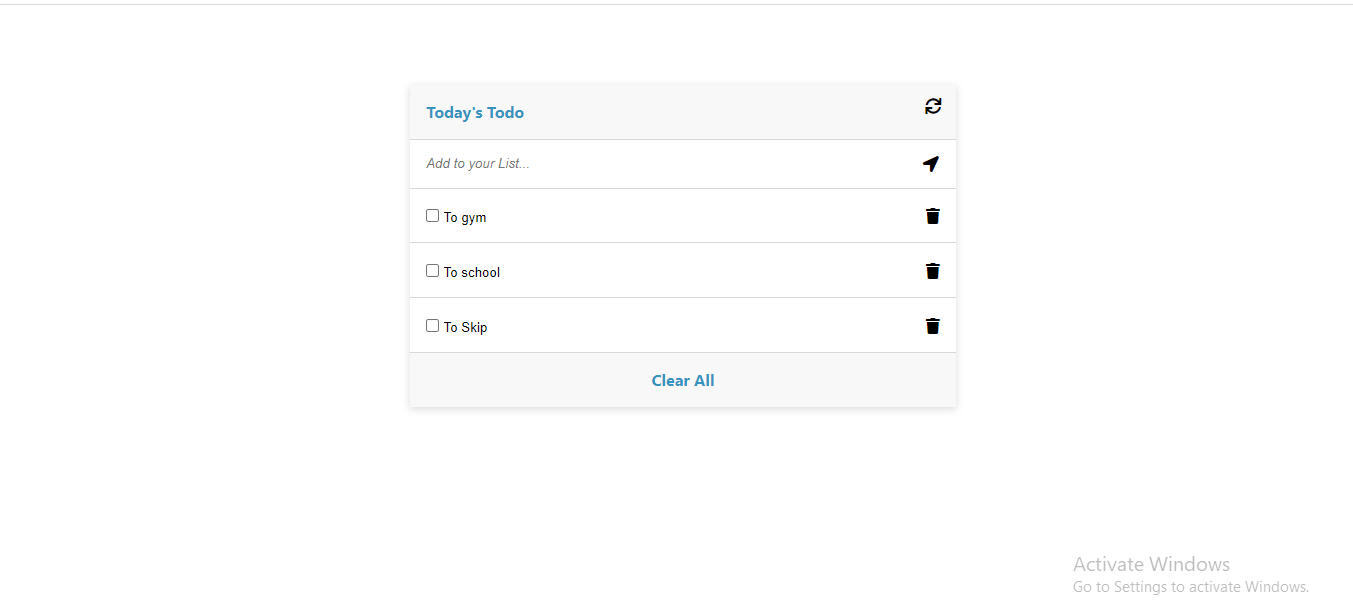 Today's Todo
Add to your List...
To gym
To school
To Skip
Clear All
Activate Windows
Go to Settings to activate Windows.